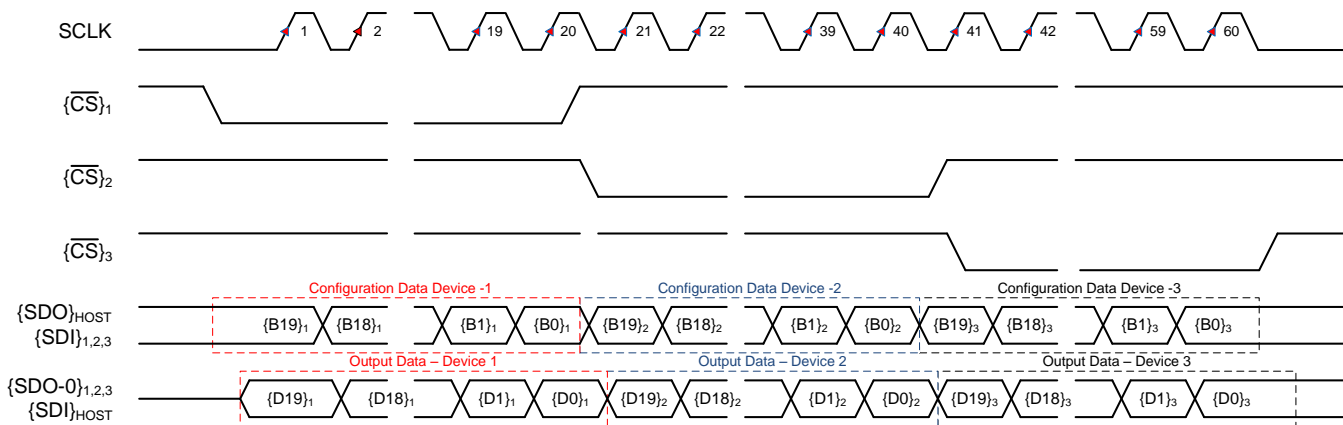 SCLK 1 2 19 20 21 22 39 40 41 42 59 60
{C̅S̅}₁
{C̅S̅}₂
{C̅S̅}₃
Configuration Data Device -1 Configuration Data Device -2 Configuration Data Device -3
{SDO}HOST
{SDI}1,2,3
{B19}₁ {B18}₁ {B1}₁ {B0}₁ {B19}₂ {B18}₂ {B1}₂ {B0}₂ {B19}₃ {B18}₃ {B1}₃ {B0}₃
Output Data – Device 1 Output Data – Device 2 Output Data – Device 3
{SDO-0}1,2,3
{SDI}HOST
{D19}₁ {D18}₁ {D1}₁ {D0}₁ {D19}₂ {D18}₂ {D1}₂ {D0}₂ {D19}₃ {D18}₃ {D1}₃ {D0}₃